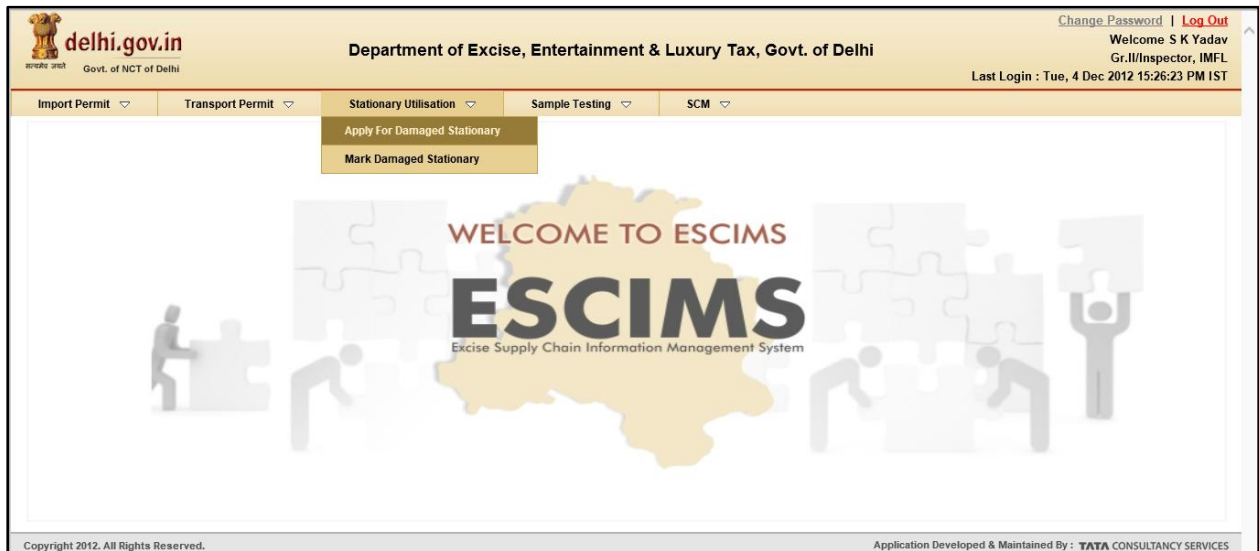 Change Password | Log Out
delhi.gov.in
Govt. of NCT of Delhi
सत्यमेव जयते
Department of Excise, Entertainment & Luxury Tax, Govt. of Delhi
Welcome S K Yadav
Gr.II/Inspector, IMFL
Last Login : Tue, 4 Dec 2012 15:26:23 PM IST
Import Permit Transport Permit Stationary Utilisation Sample Testing SCM
Apply For Damaged Stationary
Mark Damaged Stationary
WELCOME TO ESCIMS
ESCIMS
Excise Supply Chain Information Management System
Copyright 2012. All Rights Reserved. Application Developed & Maintained By : TATA CONSULTANCY SERVICES